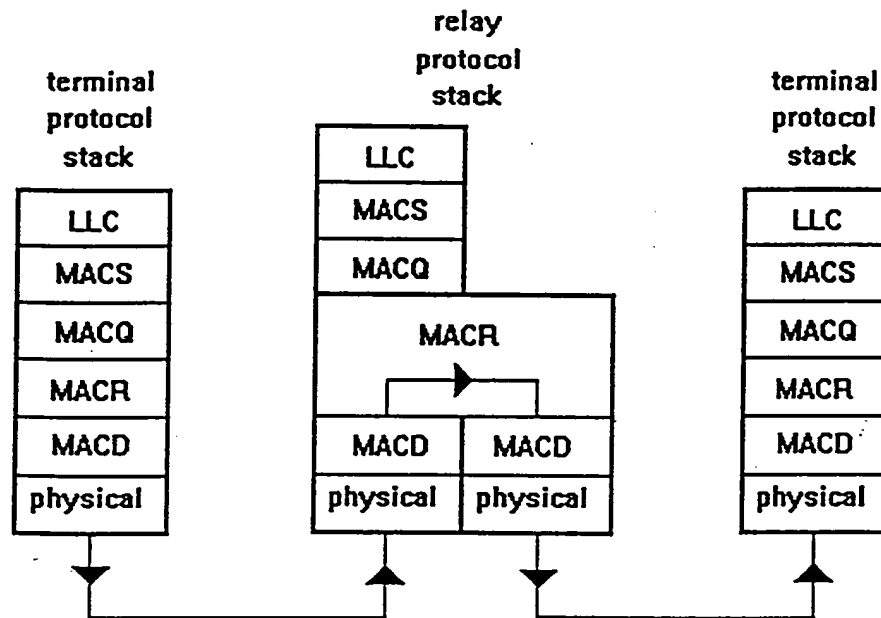 relay
protocol
stack
terminal
protocol
stack
terminal
protocol
stack
LLC
MACS
MACQ
MACR
MACD
physical
LLC
MACS
MACQ
MACR
MACD MACD
physical physical
LLC
MACS
MACQ
MACR
MACD
physical